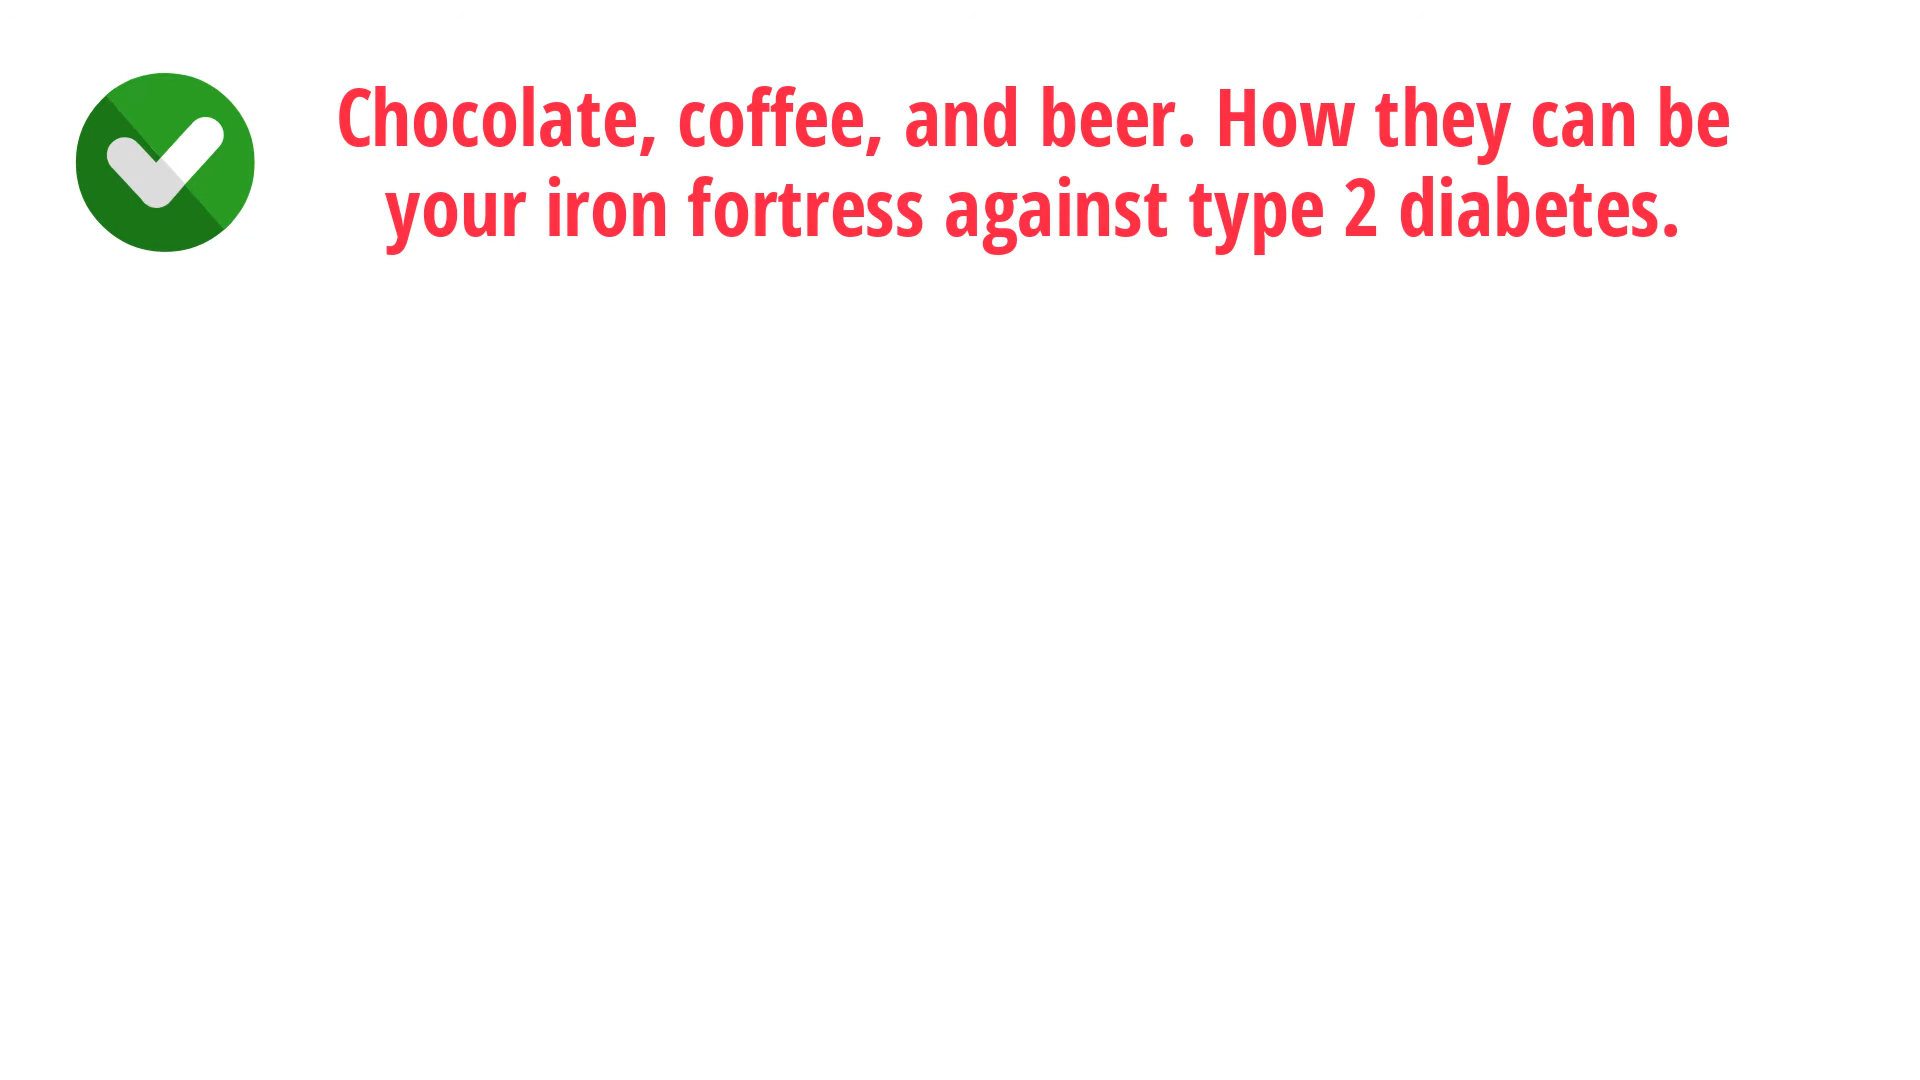 Chocolate, coffee, and beer. How they can be
your iron fortress against type 2 diabetes.